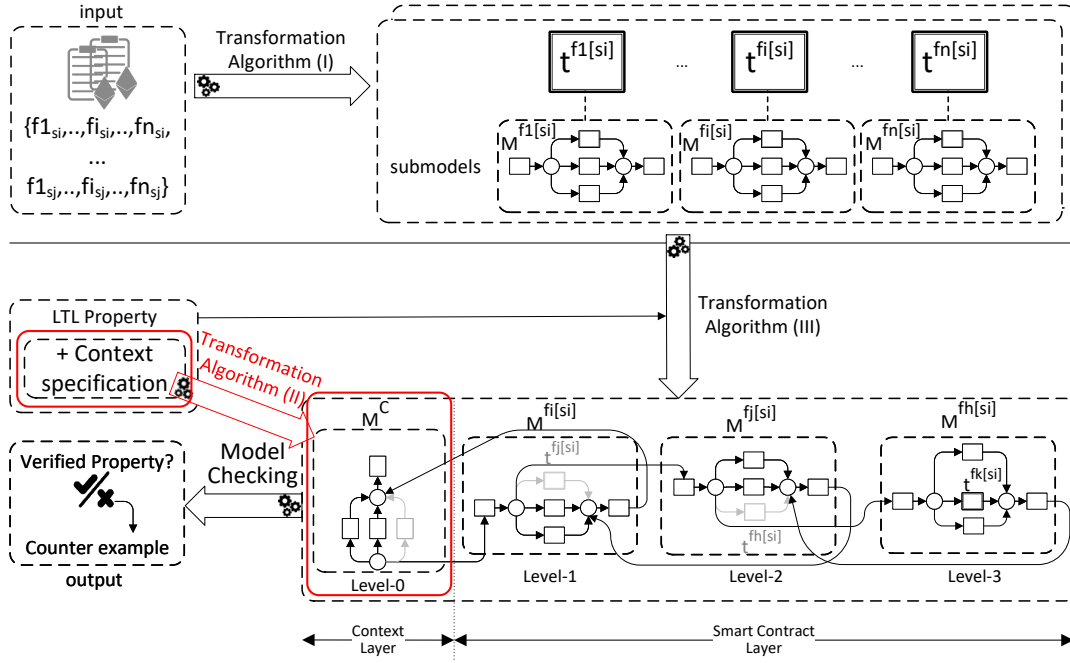 input
{f1si,..,fisi,..,fnsi,
...
f1sj,..,fisj,..,fnsj}
Transformation
Algorithm (I)
t f1[si]
...
t fi[si]
...
t fn[si]
submodels
M f1[si]
M fi[si]
M fn[si]
LTL Property
+ Context
specification
Transformation
Algorithm (II)
Transformation
Algorithm (III)
Verified Property?
Counter example
output
Model
Checking
M C
Level-0
M fi[si]
t fj[si]
Level-1
M fj[si]
t fh[si]
Level-2
M fh[si]
t fk[si]
Level-3
Context
Layer
Smart Contract
Layer